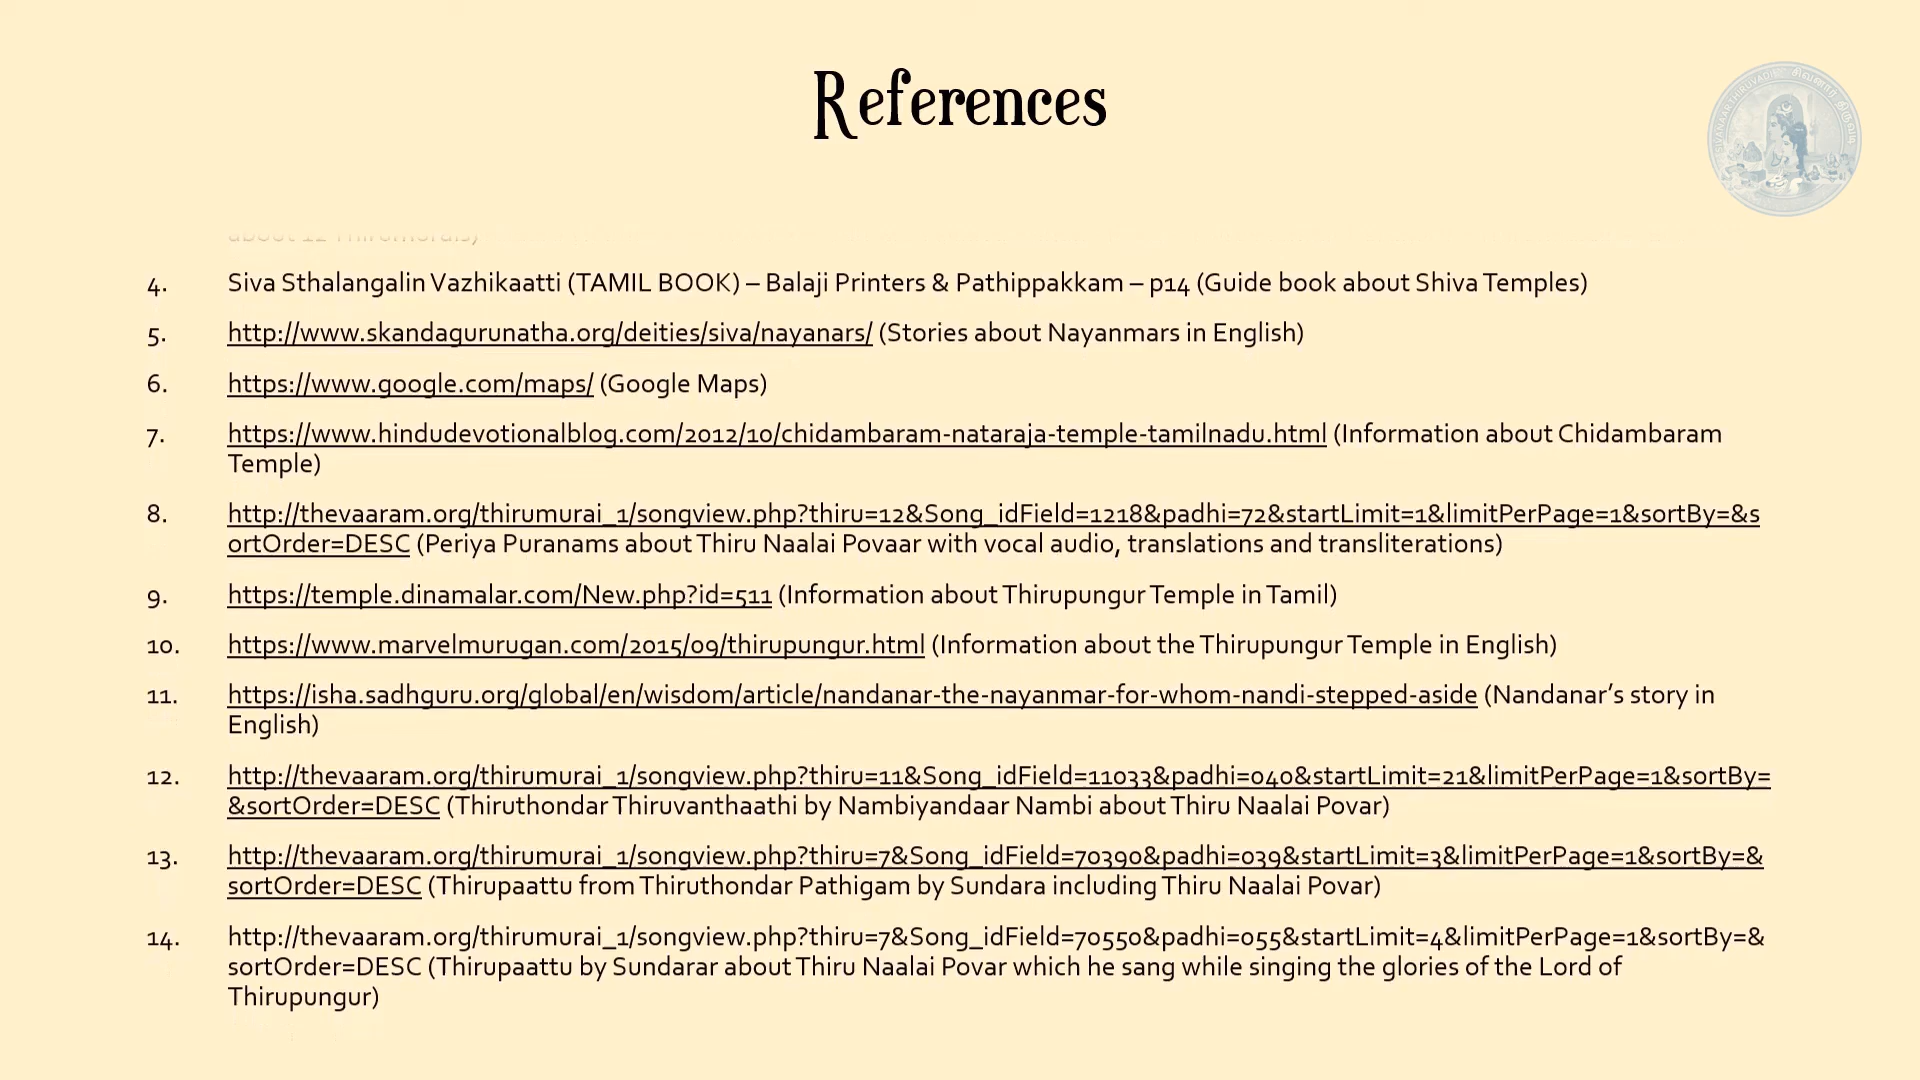 References
about 12 Thirumurais)
4. Siva Sthalangalin Vazhikaatti (TAMIL BOOK) – Balaji Printers & Pathippakkam – p14 (Guide book about Shiva Temples)
5. http://www.skandagurunatha.org/deities/siva/nayanars/ (Stories about Nayanmars in English)
6. https://www.google.com/maps/ (Google Maps)
7. https://www.hindudevotionalblog.com/2012/10/chidambaram-nataraja-temple-tamilnadu.html (Information about Chidambaram
Temple)
8. http://thevaaram.org/thirumurai_1/songview.php?thiru=12&Song_idField=1218&padhi=72&startLimit=1&limitPerPage=1&sortBy=&s
ortOrder=DESC (Periya Puranams about Thiru Naalai Povaar with vocal audio, translations and transliterations)
9. https://temple.dinamalar.com/New.php?id=511 (Information about Thirupungur Temple in Tamil)
10. https://www.marvelmurugan.com/2015/09/thirupungur.html (Information about the Thirupungur Temple in English)
11. https://isha.sadhguru.org/global/en/wisdom/article/nandanar-the-nayanmar-for-whom-nandi-stepped-aside (Nandanar’s story in
English)
12. http://thevaaram.org/thirumurai_1/songview.php?thiru=11&Song_idField=11033&padhi=040&startLimit=21&limitPerPage=1&sortBy=
&sortOrder=DESC (Thiruthondar Thiruvanthaathi by Nambiyandaar Nambi about Thiru Naalai Povar)
13. http://thevaaram.org/thirumurai_1/songview.php?thiru=7&Song_idField=70390&padhi=039&startLimit=3&limitPerPage=1&sortBy=&
sortOrder=DESC (Thirupaattu from Thiruthondar Pathigam by Sundara including Thiru Naalai Povar)
14. http://thevaaram.org/thirumurai_1/songview.php?thiru=7&Song_idField=70550&padhi=055&startLimit=4&limitPerPage=1&sortBy=&
sortOrder=DESC (Thirupaattu by Sundarar about Thiru Naalai Povar which he sang while singing the glories of the Lord of
Thirupungur)